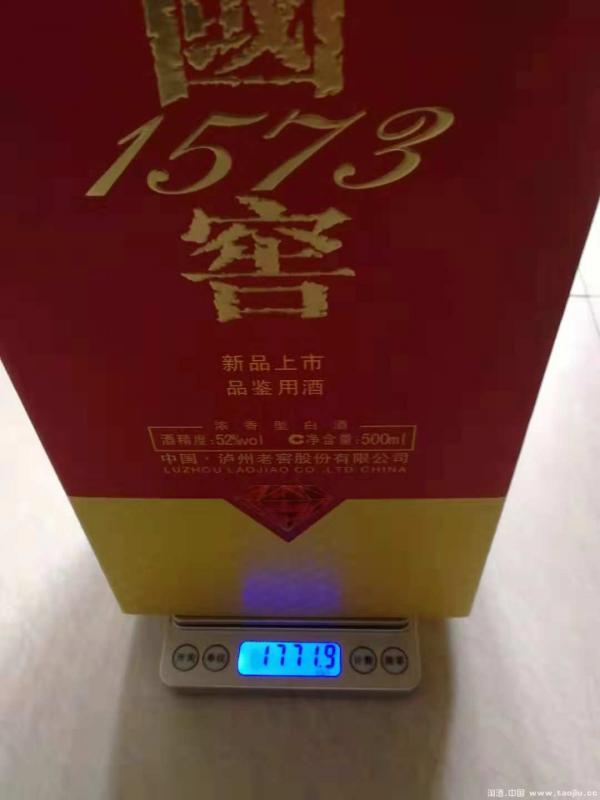 國
1573
窖
新品上市
品鉴用酒
浓香型白酒
酒精度:52%vol C净含量:500ml
中国·泸州老窖股份有限公司
LUZHOU LAOJIAO CO.,LTD.CHINA
1771.9
淘酒.中国 www.taojiu.cc